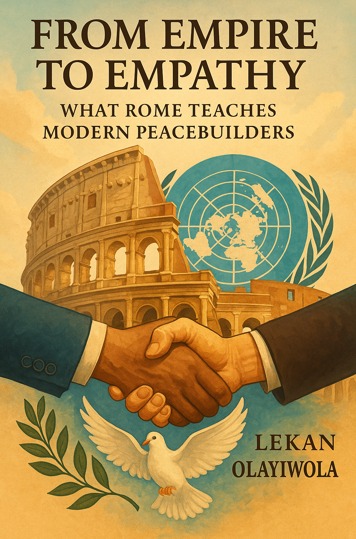 FROM EMPIRE
TO EMPATHY
WHAT ROME TEACHES
MODERN PEACEBUILDERS
LEKAN
OLAYIWOLA